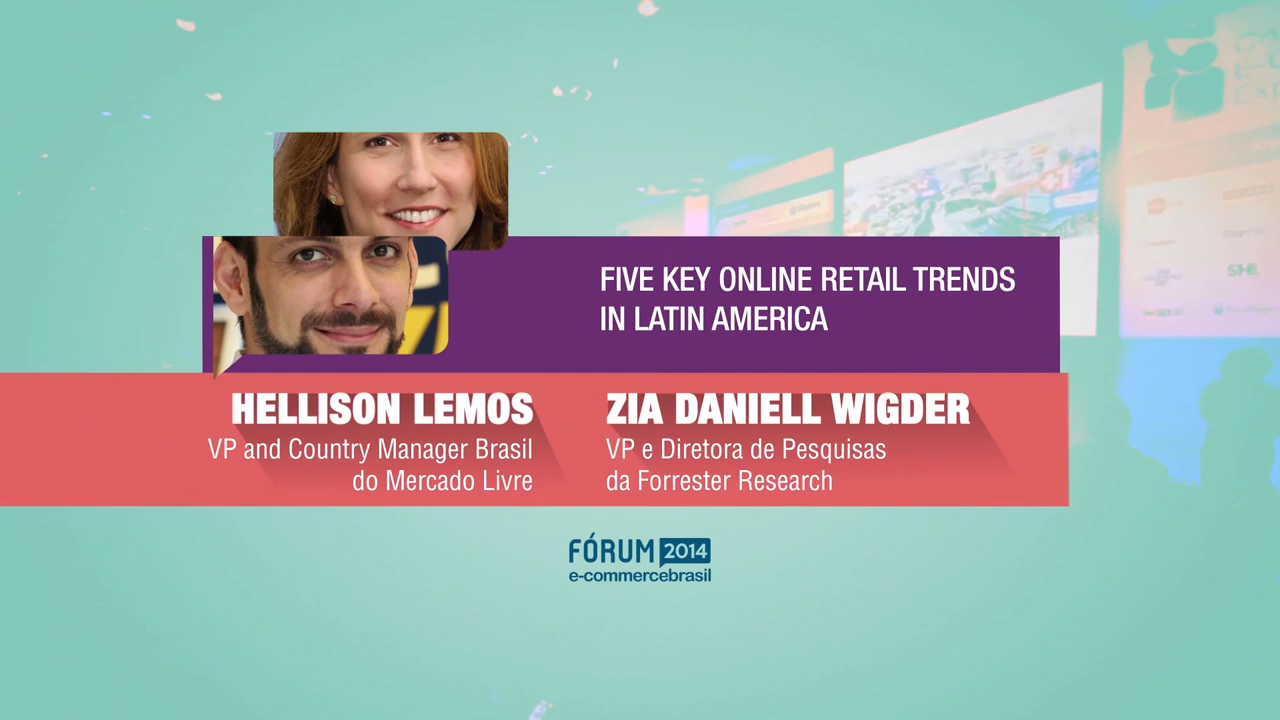 FIVE KEY ONLINE RETAIL TRENDS
IN LATIN AMERICA
HELLISON LEMOS
VP and Country Manager Brasil
do Mercado Livre
ZIA DANIELL WIGDER
VP e Diretora de Pesquisas
da Forrester Research
FÓRUM 2014
e-commercebrasil
SHL